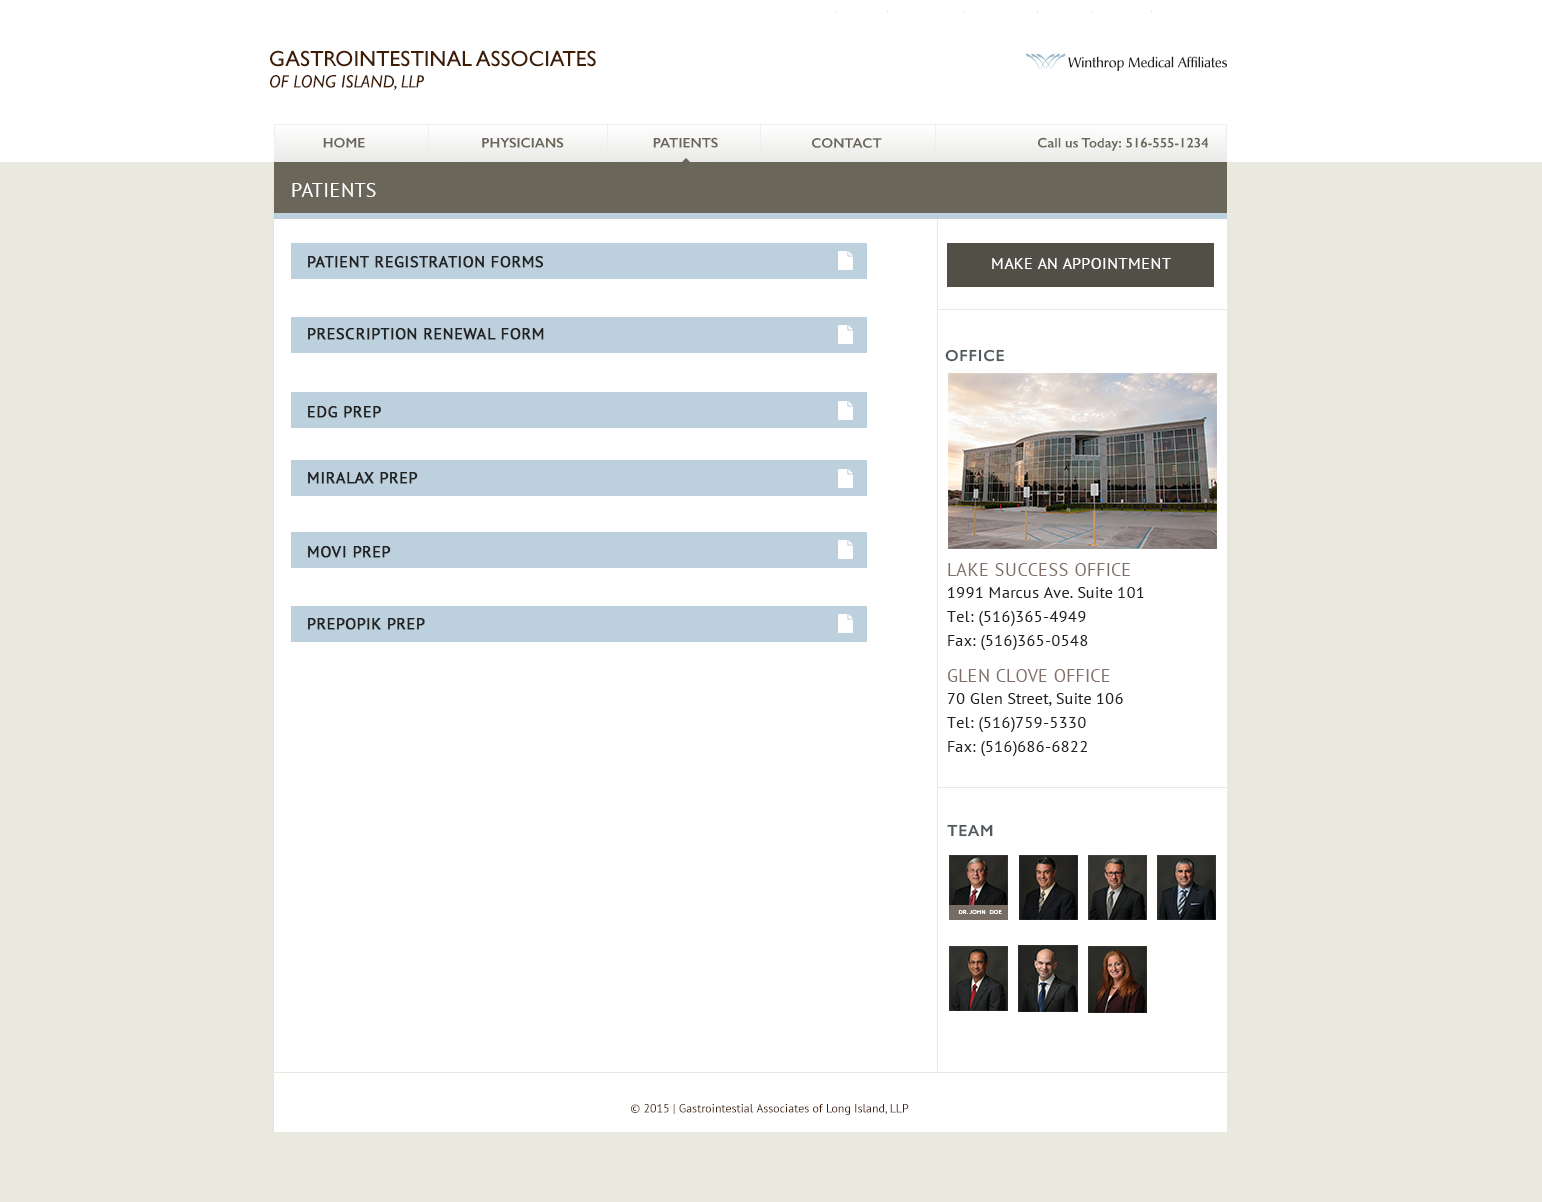 GASTROINTESTINAL ASSOCIATES
OF LONG ISLAND, LLP
Winthrop Medical Affiliates
HOME
PHYSICIANS
PATIENTS
CONTACT
Call us Today: 516-555-1234
PATIENTS
PATIENT REGISTRATION FORMS
PRESCRIPTION RENEWAL FORM
EDG PREP
MIRALAX PREP
MOVI PREP
PREPOPIK PREP
MAKE AN APPOINTMENT
OFFICE
LAKE SUCCESS OFFICE
1991 Marcus Ave. Suite 101
Tel: (516)365-4949
Fax: (516)365-0548
GLEN CLOVE OFFICE
70 Glen Street, Suite 106
Tel: (516)759-5330
Fax: (516)686-6822
TEAM
DR. JOHN DOE
© 2015 | Gastrointestial Associates of Long Island, LLP